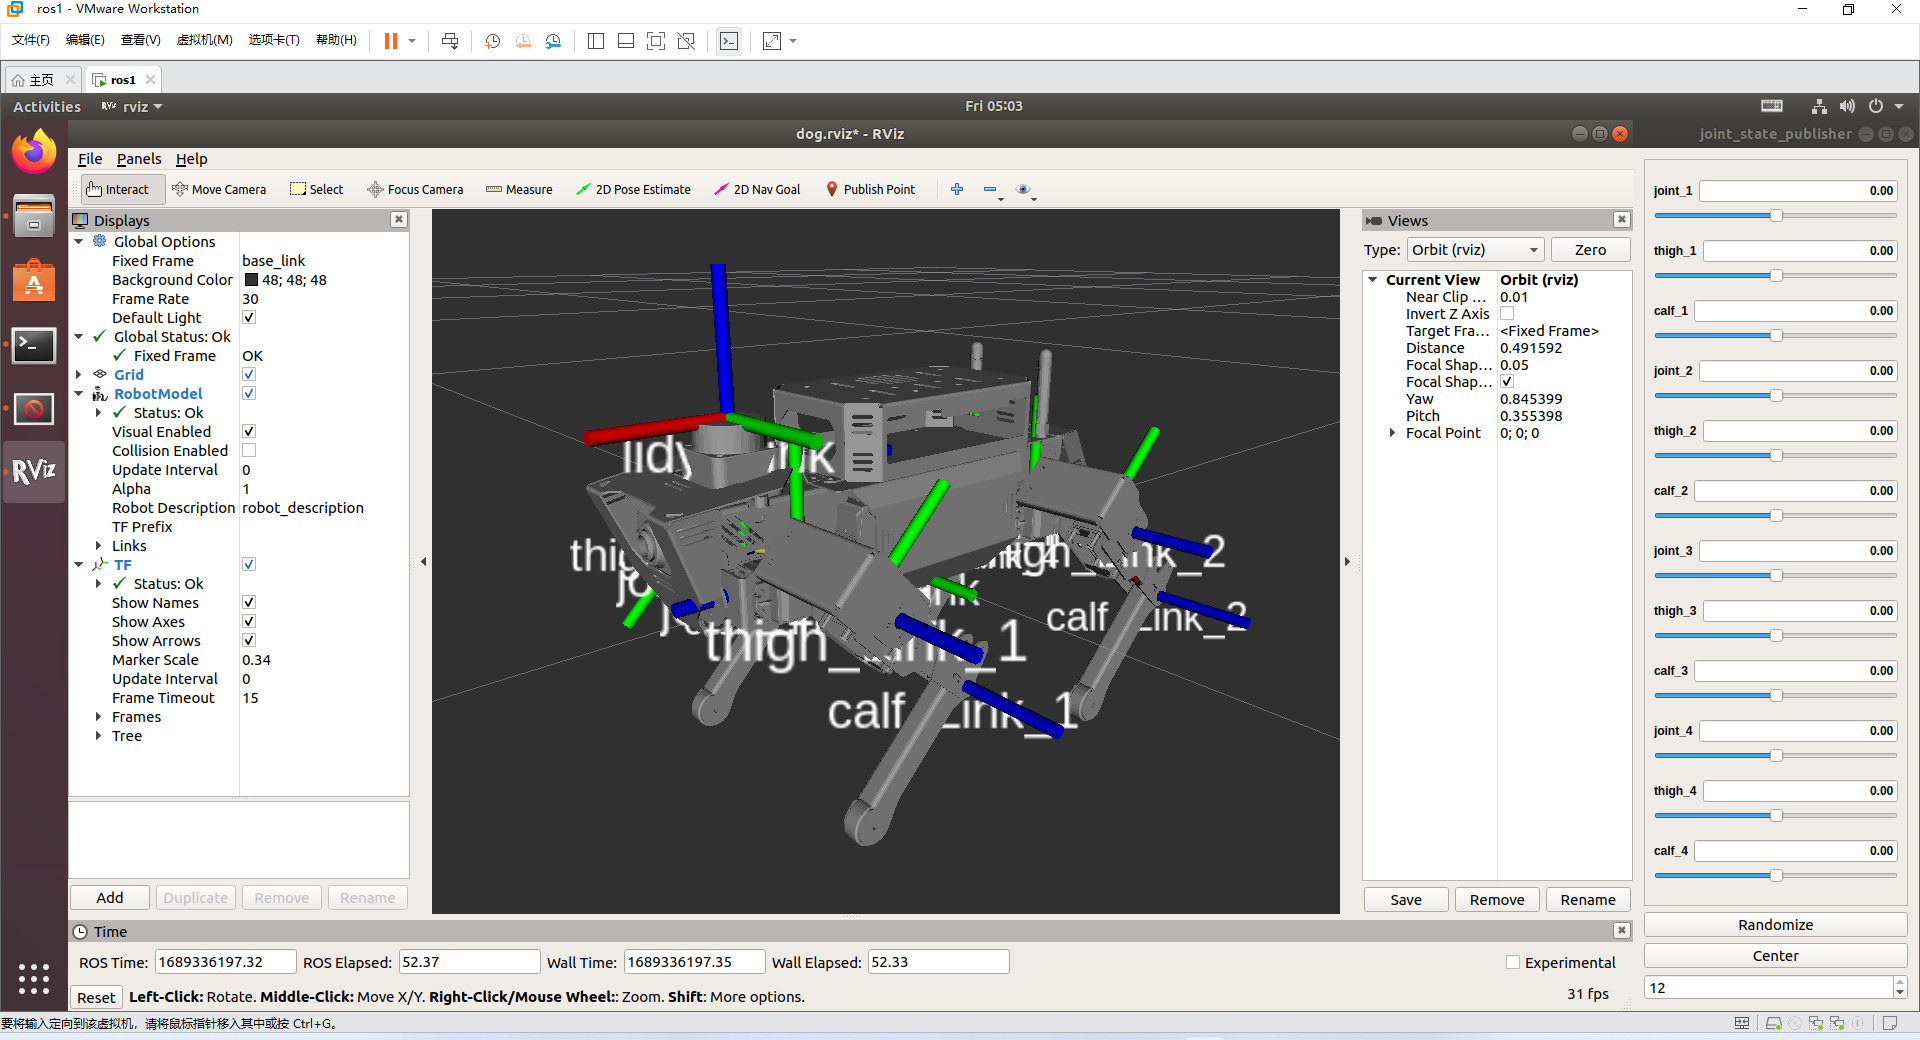 ros1 - VMware Workstation
文件(F) 编辑(E) 查看(V) 虚拟机(M) 选项卡(T) 帮助(H)
主页 ros1
Activities rviz Fri 05:03
dog.rviz* - RViz
joint_state_publisher
File Panels Help
Interact Move Camera Select Focus Camera Measure 2D Pose Estimate 2D Nav Goal Publish Point
RViz
Displays
Global Options
Fixed Frame base_link
Background Color 48; 48; 48
Frame Rate 30
Default Light
Global Status: Ok
Fixed Frame OK
Grid
RobotModel
Status: Ok
Visual Enabled
Collision Enabled
Update Interval 0
Alpha 1
Robot Description robot_description
TF Prefix
Links
TF
Status: Ok
Show Names
Show Axes
Show Arrows
Marker Scale 0.34
Update Interval 0
Frame Timeout 15
Frames
Tree
Add Duplicate Remove Rename
thigh_Link_1
calf_Link_1
calf_Link_2
Views
Type: Orbit (rviz) Zero
Current View Orbit (rviz)
Near Clip ... 0.01
Invert Z Axis
Target Fra... <Fixed Frame>
Distance 0.491592
Focal Shap... 0.05
Focal Shap...
Yaw 0.845399
Pitch 0.355398
Focal Point 0; 0; 0
Save Remove Rename
joint_1 0.00
thigh_1 0.00
calf_1 0.00
joint_2 0.00
thigh_2 0.00
calf_2 0.00
joint_3 0.00
thigh_3 0.00
calf_3 0.00
joint_4 0.00
thigh_4 0.00
calf_4 0.00
Randomize
Center
12
Time
ROS Time: 1689336197.32 ROS Elapsed: 52.37 Wall Time: 1689336197.35 Wall Elapsed: 52.33 Experimental
Reset Left-Click: Rotate. Middle-Click: Move X/Y. Right-Click/Mouse Wheel:: Zoom. Shift: More options. 31 fps
要将输入定向到该虚拟机，请将鼠标指针移入其中或按 Ctrl+G。